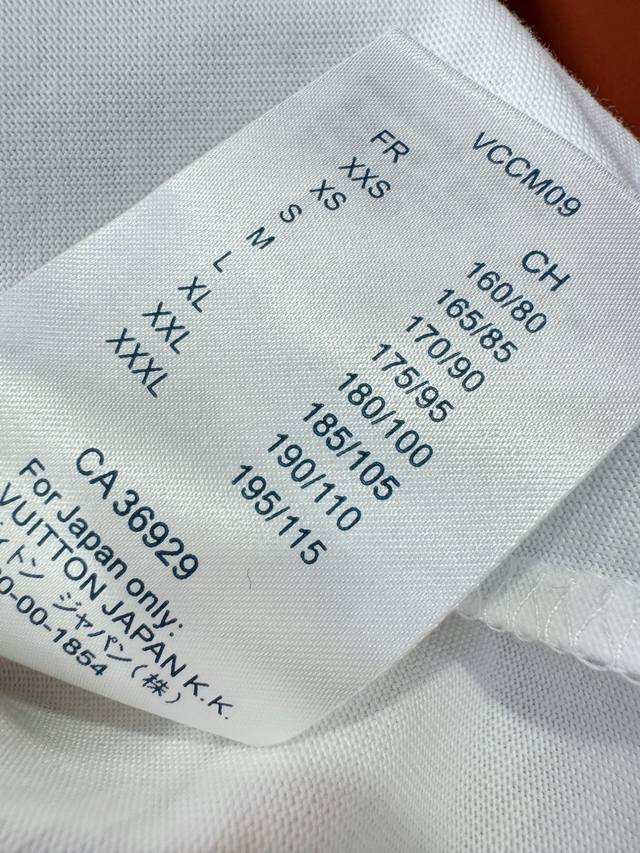 VCCM09
FR CH
XXS 160/80
XS 165/85
S 170/90
M 175/95
L 180/100
XL 185/105
XXL 190/110
XXXL 195/115
CA 36929
For Japan only:
VUITTON JAPAN K.K.
トン ジャパン(株)
0-00-1854